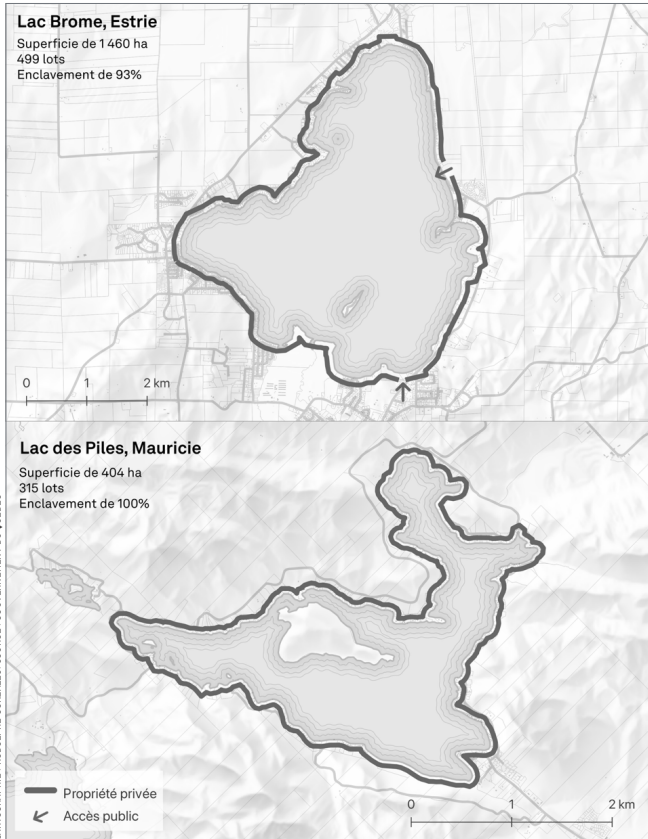 Lac Brome, Estrie
Superficie de 1 460 ha
499 lots
Enclavement de 93%
0 1 2 km
Lac des Piles, Mauricie
Superficie de 404 ha
315 lots
Enclavement de 100%
Propriété privée
Accès public
0 1 2 km